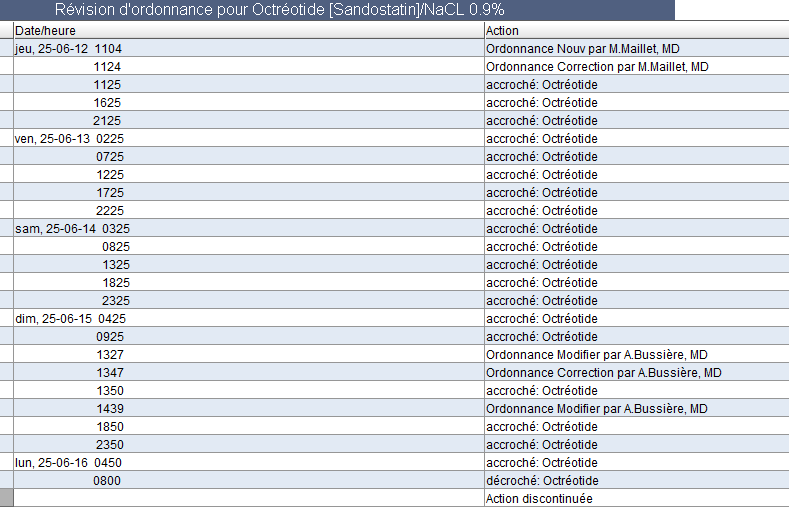 Révision d'ordonnance pour Octréotide [Sandostatin]/NaCL 0.9%
Date/heure Action
jeu, 25-06-12 1104 Ordonnance Nouv par M.Maillet, MD
1124 Ordonnance Correction par M.Maillet, MD
1125 accroché: Octréotide
1625 accroché: Octréotide
2125 accroché: Octréotide
ven, 25-06-13 0225 accroché: Octréotide
0725 accroché: Octréotide
1225 accroché: Octréotide
1725 accroché: Octréotide
2225 accroché: Octréotide
sam, 25-06-14 0325 accroché: Octréotide
0825 accroché: Octréotide
1325 accroché: Octréotide
1825 accroché: Octréotide
2325 accroché: Octréotide
dim, 25-06-15 0425 accroché: Octréotide
0925 accroché: Octréotide
1327 Ordonnance Modifier par A.Bussière, MD
1347 Ordonnance Correction par A.Bussière, MD
1350 accroché: Octréotide
1439 Ordonnance Modifier par A.Bussière, MD
1850 accroché: Octréotide
2350 accroché: Octréotide
lun, 25-06-16 0450 accroché: Octréotide
0800 décroché: Octréotide
Action discontinuée